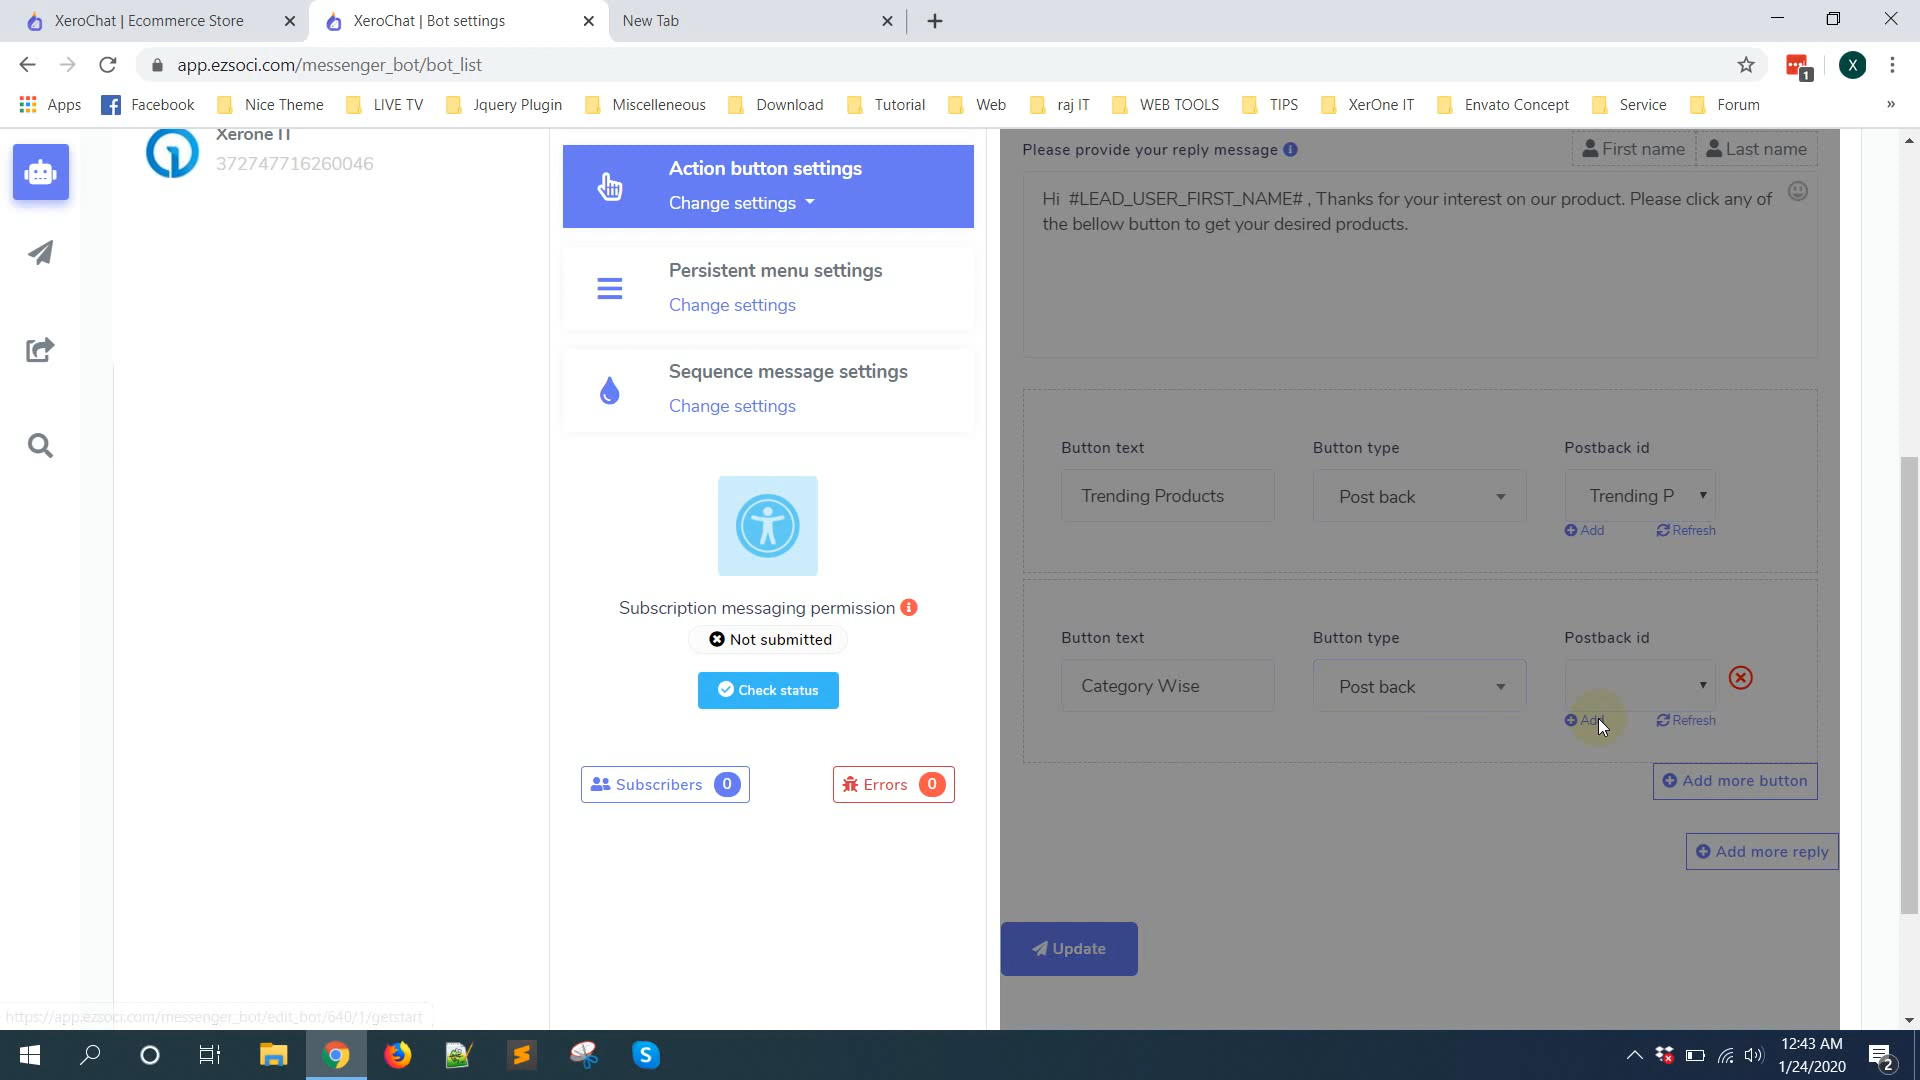 XeroChat | Ecommerce Store
XeroChat | Bot settings
New Tab
app.ezsoci.com/messenger_bot/bot_list
1
X
Apps
Facebook
Nice Theme
LIVE TV
Jquery Plugin
Miscelleneous
Download
Tutorial
Web
raj IT
WEB TOOLS
TIPS
XerOne IT
Envato Concept
Service
Forum
»
Xerone IT
372747716260046
Action button settings
Change settings
Persistent menu settings
Change settings
Sequence message settings
Change settings
Subscription messaging permission
Not submitted
Check status
Subscribers 0
Errors 0
Please provide your reply message
First name
Last name
Hi #LEAD_USER_FIRST_NAME# , Thanks for your interest on our product. Please click any of
the bellow button to get your desired products.
Button text
Button type
Postback id
Trending Products
Post back
Trending P
Add
Refresh
Button text
Button type
Postback id
Category Wise
Post back
Add
Refresh
Add more button
Add more reply
Update
https://app.ezsoci.com/messenger_bot/edit_bot/640/1/getstart
12:43 AM
1/24/2020
2